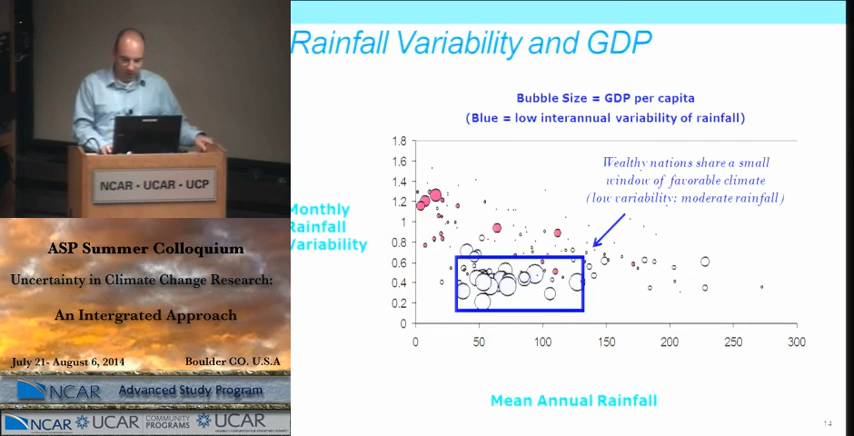 Rainfall Variability and GDP
Bubble Size = GDP per capita
(Blue = low interannual variability of rainfall)
Wealthy nations share a small
window of favorable climate
(low variability; moderate rainfall)
Monthly
Rainfall
Variability
1.8
1.6
1.4
1.2
1
0.8
0.6
0.4
0.2
0
0
50
100
150
200
250
300
Mean Annual Rainfall
14
NCAR - UCAR - UCP
ASP Summer Colloquium
Uncertainty in Climate Change Research:
An Intergrated Approach
July 21- August 6, 2014
Boulder CO. U.S.A
NCAR Advanced Study Program
NCAR
UCAR
COMMUNITY
PROGRAMS
UCAR